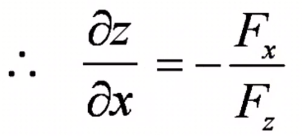 ∴ ∂z/∂x = −F_x/F_z